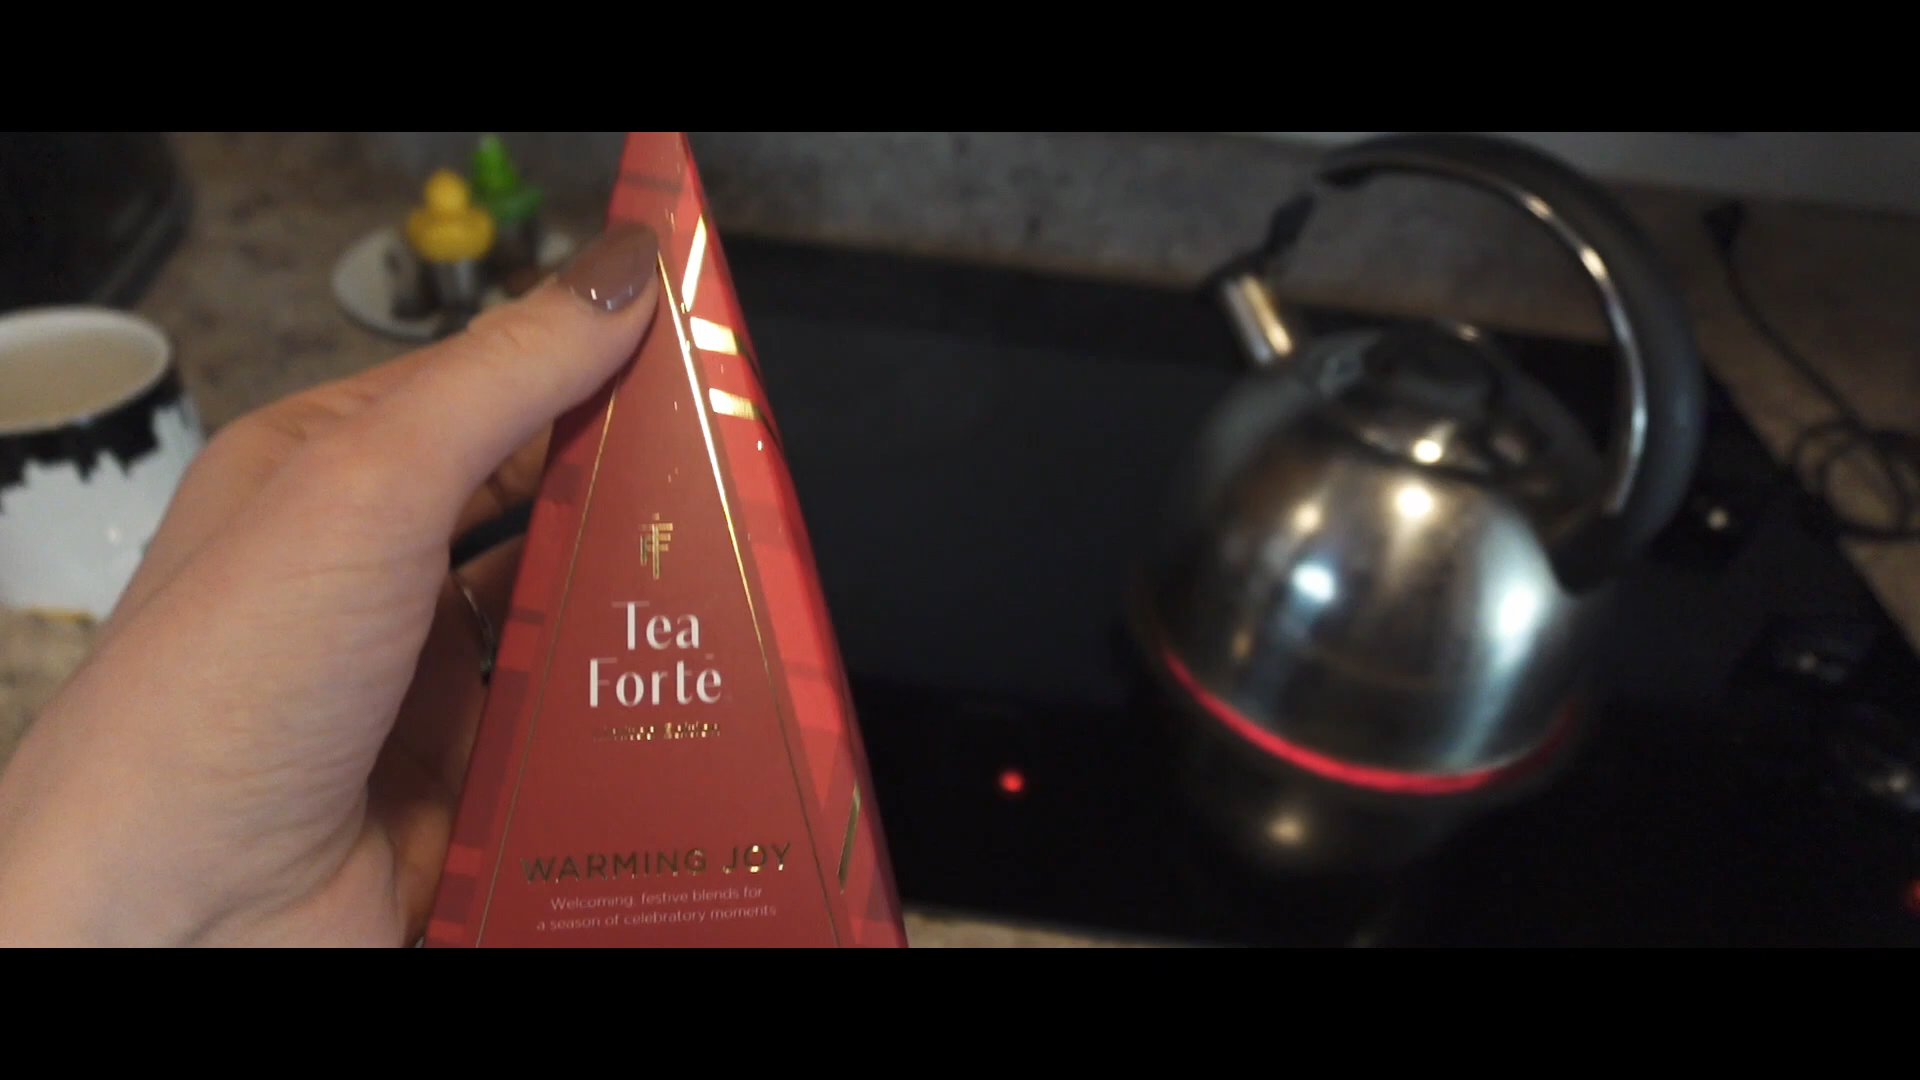 Tea
Forté
WARMING JOY
Welcoming, festive blends for
a season of celebratory moments